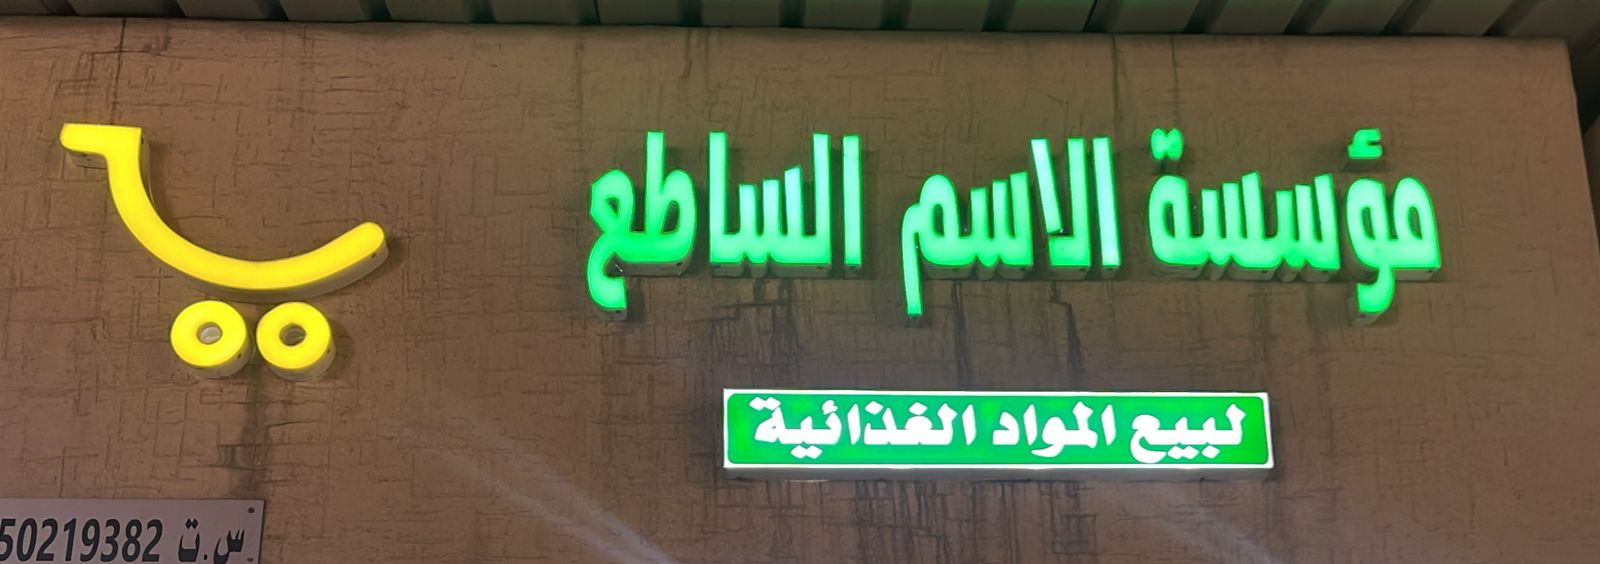 مؤسسة الاسم الساطع
لبيع المواد الغذائية
س.ت 50219382